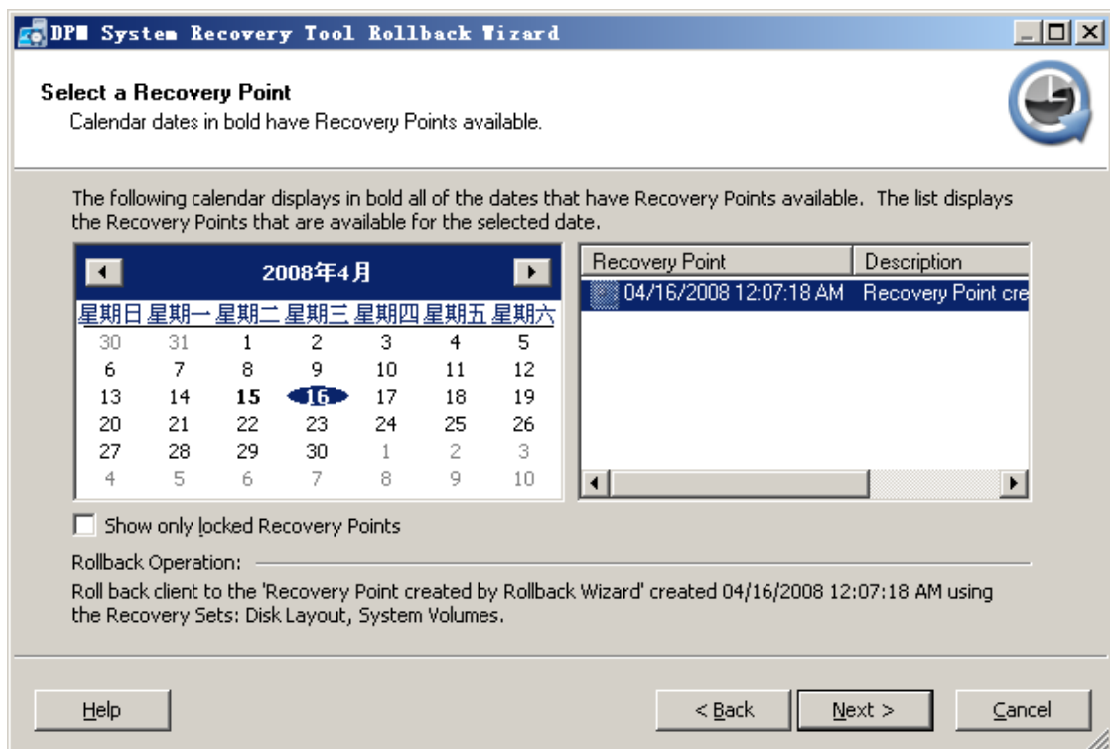 DPM System Recovery Tool Rollback Wizard
Select a Recovery Point
Calendar dates in bold have Recovery Points available.
The following calendar displays in bold all of the dates that have Recovery Points available. The list displays
the Recovery Points that are available for the selected date.
2008年4月
星期日 星期一 星期二 星期三 星期四 星期五 星期六
30 31 1 2 3 4 5
6 7 8 9 10 11 12
13 14 15 16 17 18 19
20 21 22 23 24 25 26
27 28 29 30 1 2 3
4 5 6 7 8 9 10
Recovery Point Description
04/16/2008 12:07:18 AM Recovery Point cre
Show only locked Recovery Points
Rollback Operation:
Roll back client to the 'Recovery Point created by Rollback Wizard' created 04/16/2008 12:07:18 AM using
the Recovery Sets: Disk Layout, System Volumes.
Help < Back Next > Cancel